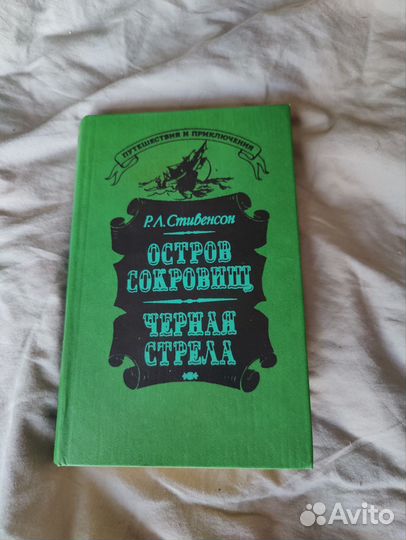 ПУТЕШЕСТВИЯ И ПРИКЛЮЧЕНИЯ
Р.Л.Стивенсон
ОСТРОВ
СОКРОВИЩ
ЧЕРНАЯ
СТРЕЛА
Avito